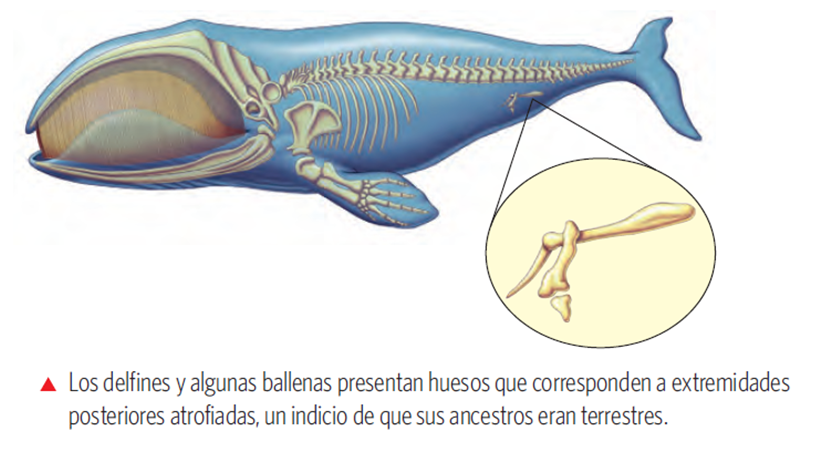 Los delfines y algunas ballenas presentan huesos que corresponden a extremidades
posteriores atrofiadas, un indicio de que sus ancestros eran terrestres.